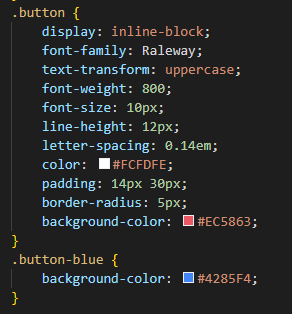 .button {
display: inline-block;
font-family: Raleway;
text-transform: uppercase;
font-weight: 800;
font-size: 10px;
line-height: 12px;
letter-spacing: 0.14em;
color: #FCFDFE;
padding: 14px 30px;
border-radius: 5px;
background-color: #EC5863;
}
.button-blue {
background-color: #4285F4;
}